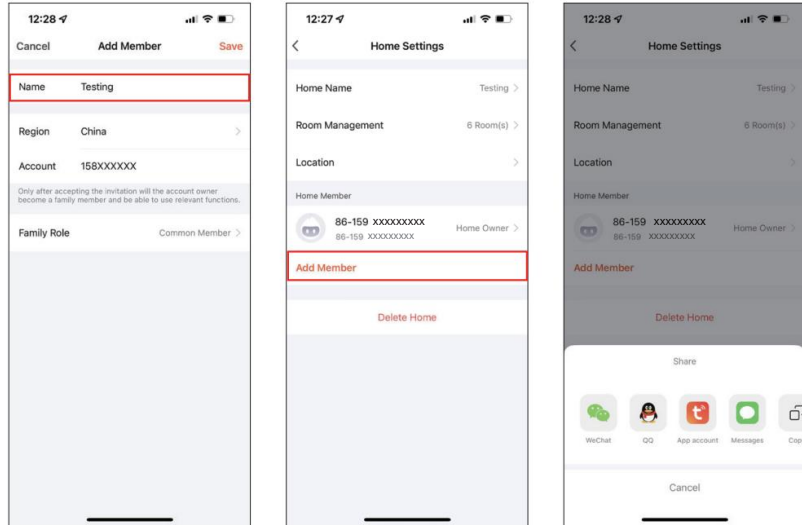 12:28
Cancel Add Member Save
Name Testing
Region China
Account 158XXXXXX
Only after accepting the invitation will the account owner
become a family member and be able to use relevant functions.
Family Role Common Member
12:27
Home Settings
Home Name Testing
Room Management 6 Room(s)
Location
Home Member
86-159 XXXXXXXXX
86-159 XXXXXXXXX
Home Owner
Add Member
Delete Home
12:28
Home Settings
Home Name Testing
Room Management 6 Room(s)
Location
Home Member
86-159 XXXXXXXXX
86-159 XXXXXXXXX
Home Owner
Add Member
Delete Home
Share
WeChat QQ App account Messages
Cancel